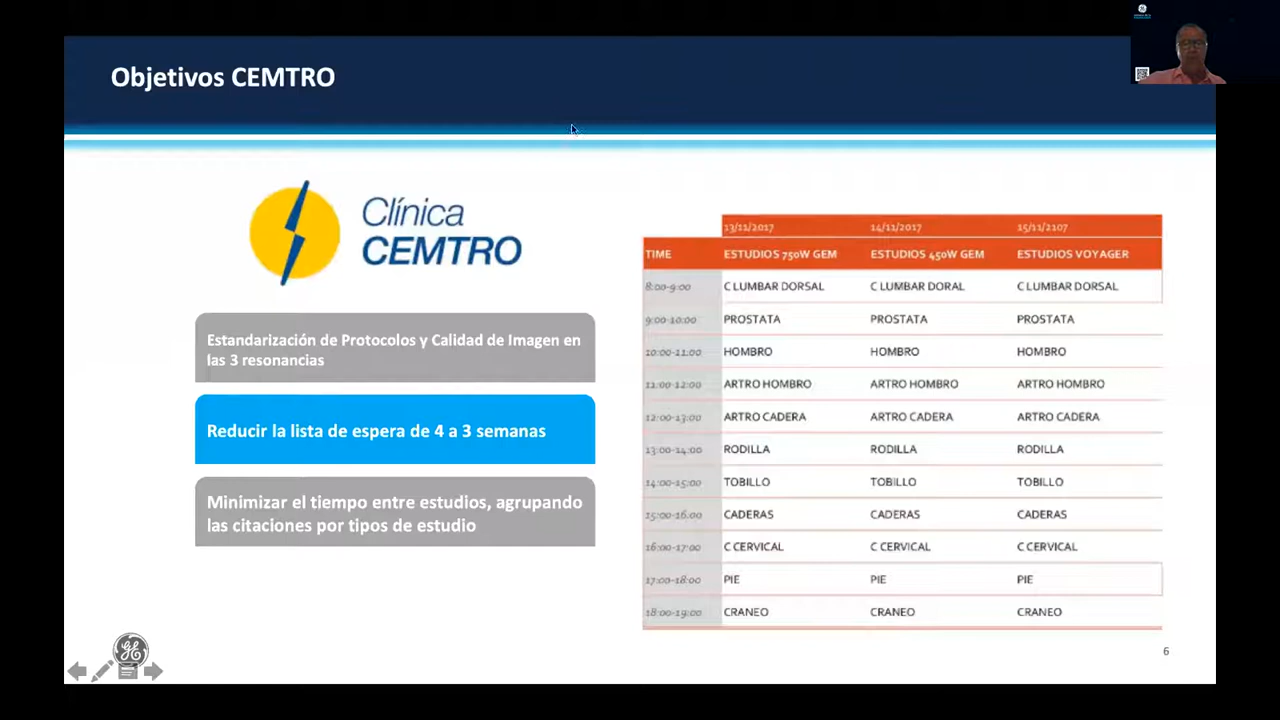 Objetivos CEMTRO
Clínica
CEMTRO
Estandarización de Protocolos y Calidad de Imagen en
las 3 resonancias
Reducir la lista de espera de 4 a 3 semanas
Minimizar el tiempo entre estudios, agrupando
las citaciones por tipos de estudio
13/11/2017 14/11/2017 15/11/2107
TIME ESTUDIOS 750W GEM ESTUDIOS 450W GEM ESTUDIOS VOYAGER
8:00-9:00 C LUMBAR DORSAL C LUMBAR DORAL C LUMBAR DORSAL
9:00-10:00 PROSTATA PROSTATA PROSTATA
10:00-11:00 HOMBRO HOMBRO HOMBRO
11:00-12:00 ARTRO HOMBRO ARTRO HOMBRO ARTRO HOMBRO
12:00-13:00 ARTRO CADERA ARTRO CADERA ARTRO CADERA
13:00-14:00 RODILLA RODILLA RODILLA
14:00-15:00 TOBILLO TOBILLO TOBILLO
15:00-16.00 CADERAS CADERAS CADERAS
16:00-17:00 C CERVICAL C CERVICAL C CERVICAL
17:00-18:00 PIE PIE PIE
18:00-19:00 CRANEO CRANEO CRANEO
6